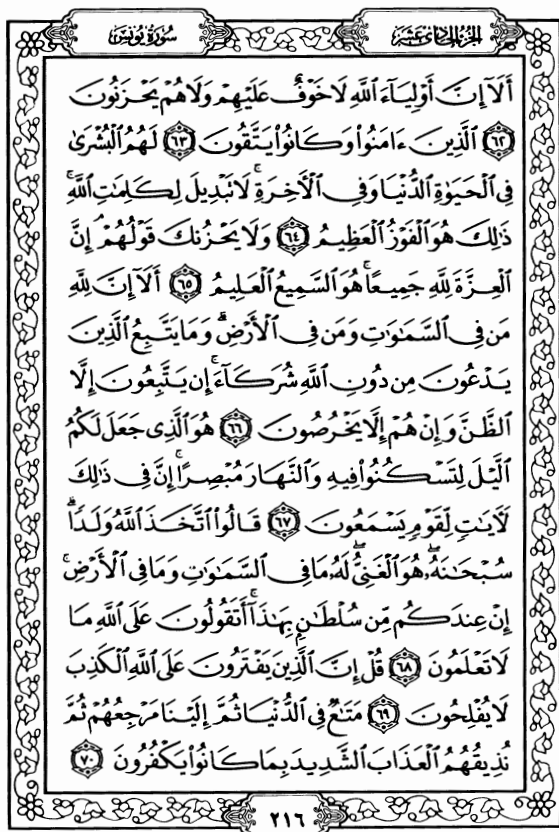 الجزء الحادي عشر
سورة يونس
أَلَآ إِنَّ أَوْلِيَآءَ ٱللَّهِ لَا خَوْفٌ عَلَيْهِمْ وَلَا هُمْ يَحْزَنُونَ
﴿٦٢﴾ ٱلَّذِينَ ءَامَنُوا۟ وَكَانُوا۟ يَتَّقُونَ ﴿٦٣﴾ لَهُمُ ٱلْبُشْرَىٰ
فِى ٱلْحَيَوٰةِ ٱلدُّنْيَا وَفِى ٱلْأَخِرَةِ ۚ لَا تَبْدِيلَ لِكَلِمَٰتِ ٱللَّهِ ۚ
ذَٰلِكَ هُوَ ٱلْفَوْزُ ٱلْعَظِيمُ ﴿٦٤﴾ وَلَا يَحْزُنكَ قَوْلُهُمْ ۘ إِنَّ
ٱلْعِزَّةَ لِلَّهِ جَمِيعًا ۚ هُوَ ٱلسَّمِيعُ ٱلْعَلِيمُ ﴿٦٥﴾ أَلَآ إِنَّ لِلَّهِ
مَن فِى ٱلسَّمَٰوَٰتِ وَمَن فِى ٱلْأَرْضِ ۗ وَمَا يَتَّبِعُ ٱلَّذِينَ
يَدْعُونَ مِن دُونِ ٱللَّهِ شُرَكَآءَ ۚ إِن يَتَّبِعُونَ إِلَّا
ٱلظَّنَّ وَإِنْ هُمْ إِلَّا يَخْرُصُونَ ﴿٦٦﴾ هُوَ ٱلَّذِى جَعَلَ لَكُمُ
ٱلَّيْلَ لِتَسْكُنُوا۟ فِيهِ وَٱلنَّهَارَ مُبْصِرًا ۚ إِنَّ فِى ذَٰلِكَ
لَأَيَٰتٍ لِّقَوْمٍ يَسْمَعُونَ ﴿٦٧﴾ قَالُوا۟ ٱتَّخَذَ ٱللَّهُ وَلَدًا ۗ
سُبْحَٰنَهُۥ ۖ هُوَ ٱلْغَنِىُّ ۖ لَهُۥ مَا فِى ٱلسَّمَٰوَٰتِ وَمَا فِى ٱلْأَرْضِ ۚ
إِنْ عِندَكُم مِّن سُلْطَٰنٍۭ بِهَٰذَآ ۚ أَتَقُولُونَ عَلَى ٱللَّهِ مَا
لَا تَعْلَمُونَ ﴿٦٨﴾ قُلْ إِنَّ ٱلَّذِينَ يَفْتَرُونَ عَلَى ٱللَّهِ ٱلْكَذِبَ
لَا يُفْلِحُونَ ﴿٦٩﴾ مَتَٰعٌ فِى ٱلدُّنْيَا ثُمَّ إِلَيْنَا مَرْجِعُهُمْ ثُمَّ
نُذِيقُهُمُ ٱلْعَذَابَ ٱلشَّدِيدَ بِمَا كَانُوا۟ يَكْفُرُونَ ﴿٧٠﴾
٢١٦